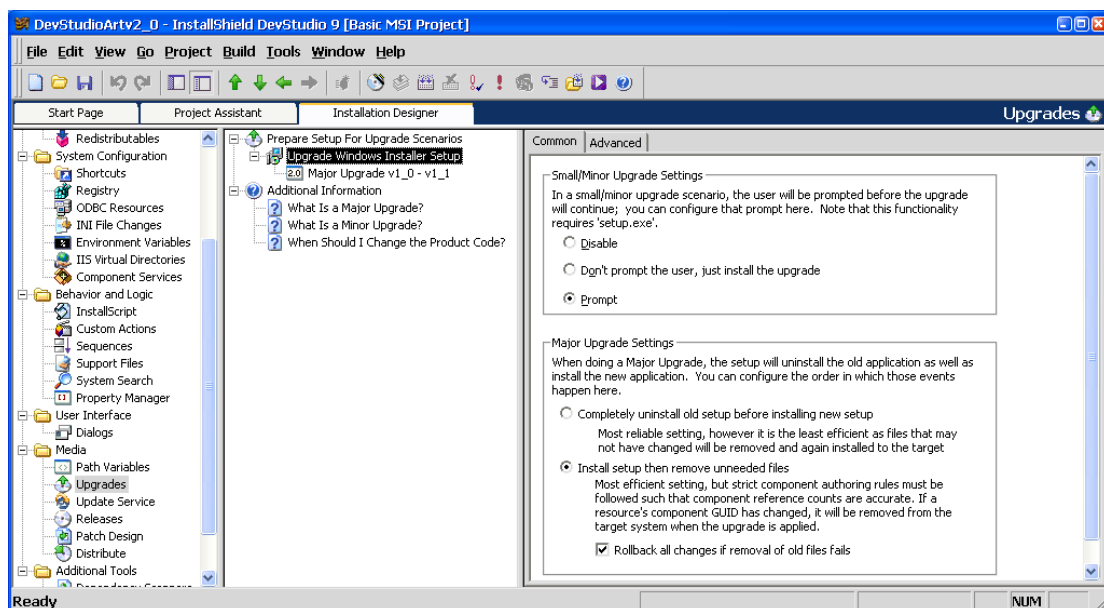 DevStudioArtv2_0 - InstallShield DevStudio 9 [Basic MSI Project]
File Edit View Go Project Build Tools Window Help
Start Page
Project Assistant
Installation Designer
Upgrades
Redistributables
System Configuration
Shortcuts
Registry
ODBC Resources
INI File Changes
Environment Variables
IIS Virtual Directories
Component Services
Behavior and Logic
InstallScript
Custom Actions
Sequences
Support Files
System Search
Property Manager
User Interface
Dialogs
Media
Path Variables
Upgrades
Update Service
Releases
Patch Design
Distribute
Additional Tools
Prepare Setup For Upgrade Scenarios
Upgrade Windows Installer Setup
2.0 Major Upgrade v1_0 - v1_1
Additional Information
What Is a Major Upgrade?
What Is a Minor Upgrade?
When Should I Change the Product Code?
Common
Advanced
Small/Minor Upgrade Settings
In a small/minor upgrade scenario, the user will be prompted before the upgrade
will continue; you can configure that prompt here. Note that this functionality
requires 'setup.exe'.
Disable
Don't prompt the user, just install the upgrade
Prompt
Major Upgrade Settings
When doing a Major Upgrade, the setup will uninstall the old application as well as
install the new application. You can configure the order in which those events
happen here.
Completely uninstall old setup before installing new setup
Most reliable setting, however it is the least efficient as files that may
not have changed will be removed and again installed to the target
Install setup then remove unneeded files
Most efficient setting, but strict component authoring rules must be
followed such that component reference counts are accurate. If a
resource's component GUID has changed, it will be removed from the
target system when the upgrade is applied.
Rollback all changes if removal of old files fails
Ready
NUM